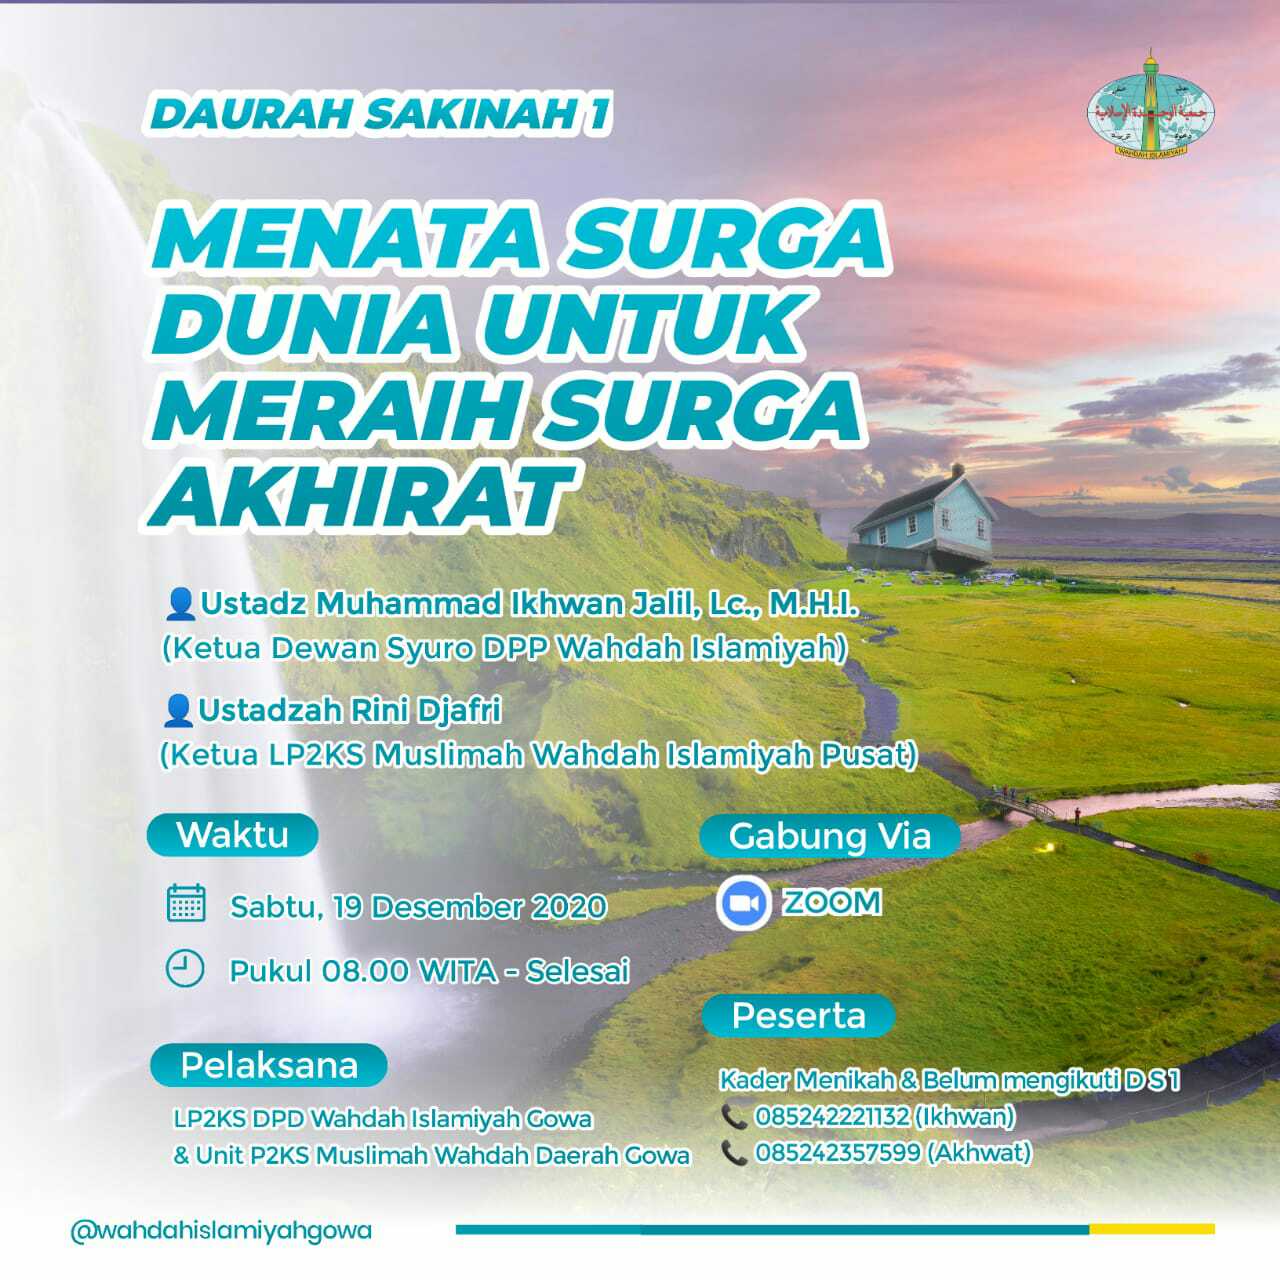 DAURAH SAKINAH 1
جمعية الوحدة الإسلامية
WAHDAH ISLAMIYAH
MENATA SURGA
DUNIA UNTUK
MERAIH SURGA
AKHIRAT
Ustadz Muhammad Ikhwan Jalil, Lc., M.H.I.
(Ketua Dewan Syuro DPP Wahdah Islamiyah)
Ustadzah Rini Djafri
(Ketua LP2KS Muslimah Wahdah Islamiyah Pusat)
Waktu
Sabtu, 19 Desember 2020
Pukul 08.00 WITA - Selesai
Gabung Via
ZOOM
Pelaksana
LP2KS DPD Wahdah Islamiyah Gowa
& Unit P2KS Muslimah Wahdah Daerah Gowa
Peserta
Kader Menikah & Belum mengikuti D S 1
085242221132 (Ikhwan)
085242357599 (Akhwat)
@wahdahislamiyahgowa